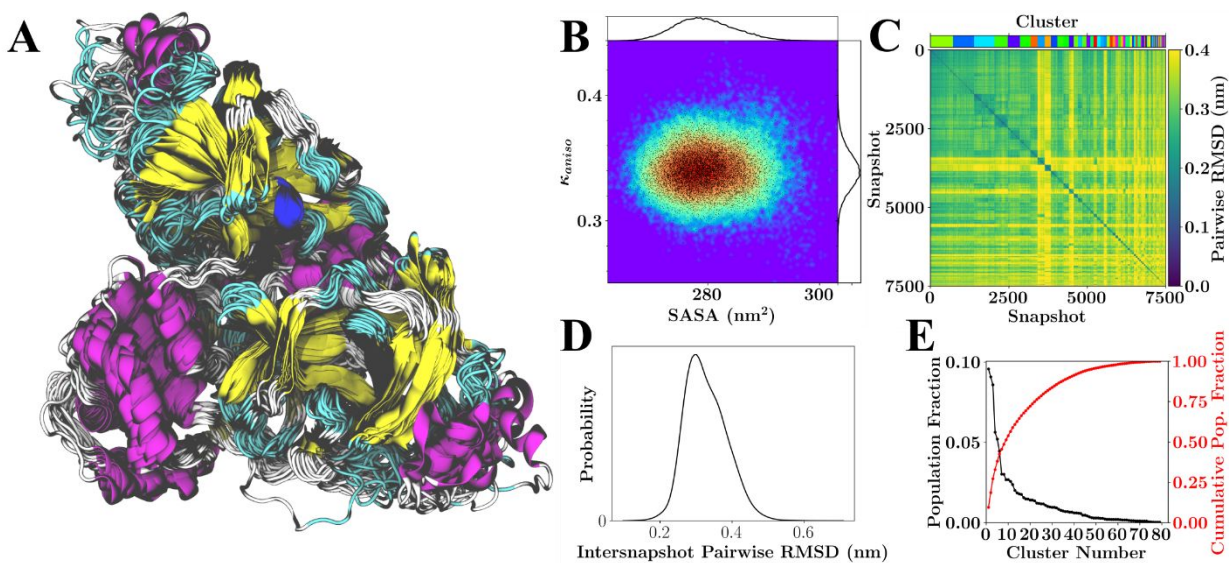 A
B
0.4
0.3
κaniso
280
300
SASA (nm²)
C
Cluster
0
2500
5000
7500
Snapshot
0
2500
5000
7500
Snapshot
0.4
0.3
0.2
0.1
0.0
Pairwise RMSD (nm)
D
Probability
0
0.2
0.4
0.6
Intersnapshot Pairwise RMSD (nm)
E
0.10
0.05
0.00
Population Fraction
1.00
0.75
0.50
0.25
0.00
Cumulative Pop. Fraction
0 10 20 30 40 50 60 70 80
Cluster Number